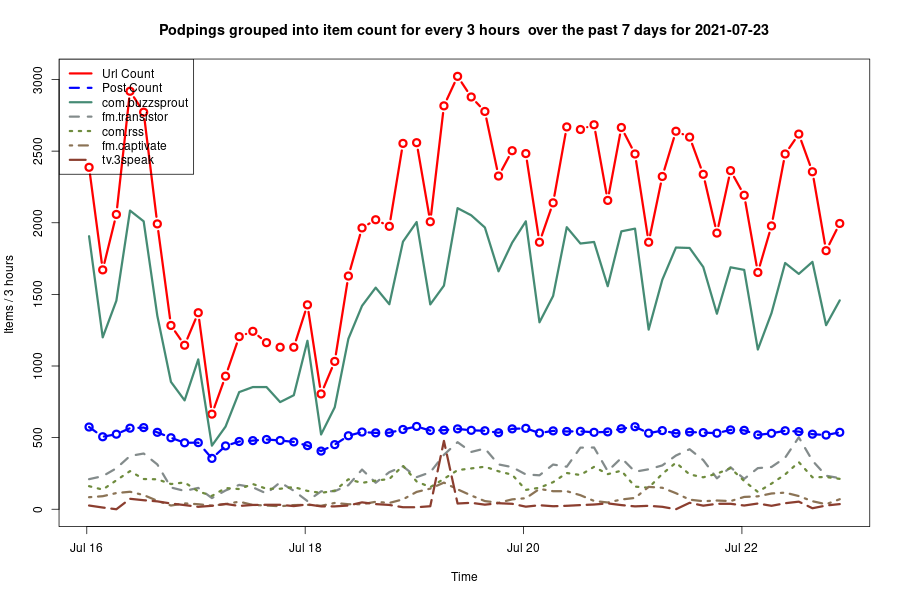 Podpings grouped into item count for every 3 hours  over the past 7 days for 2021-07-23
Url Count
Post Count
com.buzzsprout
fm.transistor
com.rss
fm.captivate
tv.3speak
Items / 3 hours
3000
2500
2000
1500
1000
500
0
Jul 16
Jul 18
Jul 20
Jul 22
Time